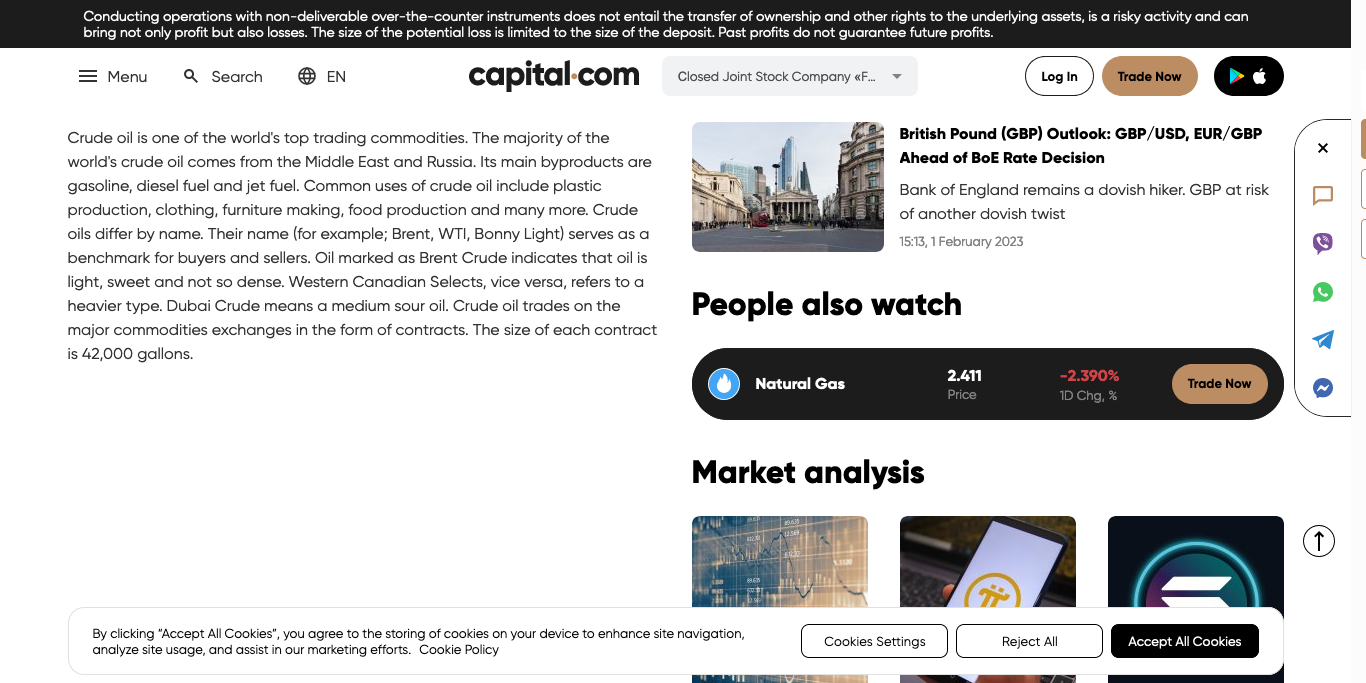 Conducting operations with non-deliverable over-the-counter instruments does not entail the transfer of ownership and other rights to the underlying assets, is a risky activity and can
bring not only profit but also losses. The size of the potential loss is limited to the size of the deposit. Past profits do not guarantee future profits.
Menu
Search
EN
capital.com
Closed Joint Stock Company «F...
Log In
Trade Now
Crude oil is one of the world's top trading commodities. The majority of the
world's crude oil comes from the Middle East and Russia. Its main byproducts are
gasoline, diesel fuel and jet fuel. Common uses of crude oil include plastic
production, clothing, furniture making, food production and many more. Crude
oils differ by name. Their name (for example; Brent, WTI, Bonny Light) serves as a
benchmark for buyers and sellers. Oil marked as Brent Crude indicates that oil is
light, sweet and not so dense. Western Canadian Selects, vice versa, refers to a
heavier type. Dubai Crude means a medium sour oil. Crude oil trades on the
major commodities exchanges in the form of contracts. The size of each contract
is 42,000 gallons.
British Pound (GBP) Outlook: GBP/USD, EUR/GBP
Ahead of BoE Rate Decision
Bank of England remains a dovish hiker. GBP at risk
of another dovish twist
15:13, 1 February 2023
People also watch
Natural Gas
2.411
Price
-2.390%
1D Chg, %
Trade Now
Market analysis
By clicking “Accept All Cookies”, you agree to the storing of cookies on your device to enhance site navigation,
analyze site usage, and assist in our marketing efforts. Cookie Policy
Cookies Settings
Reject All
Accept All Cookies